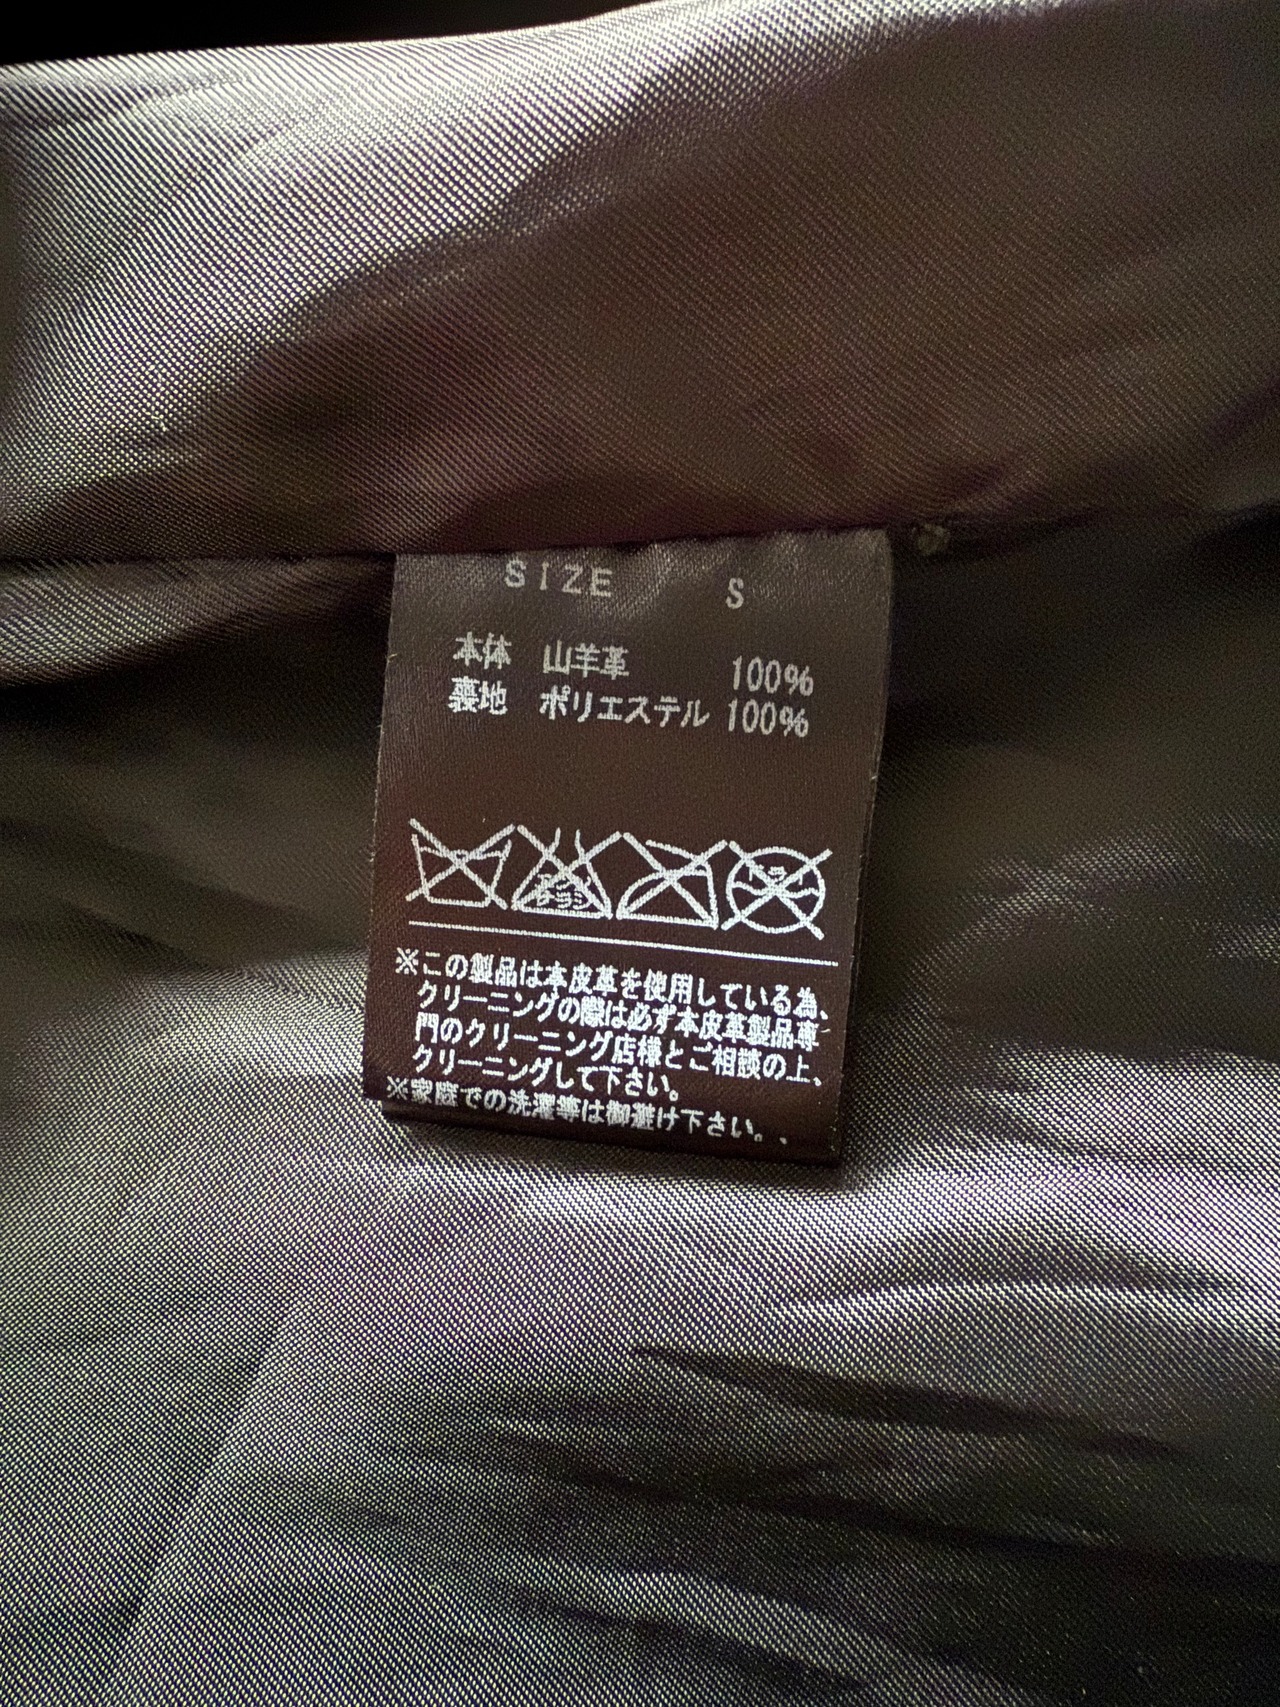 SIZE S
本体 山羊革 100%
裏地 ポリエステル 100%
※この製品は本皮革を使用している為、
クリーニングの際は必ず本皮革製品専
門のクリーニング店様とご相談の上、
クリーニングして下さい。
※家庭での洗濯等は御避け下さい。、